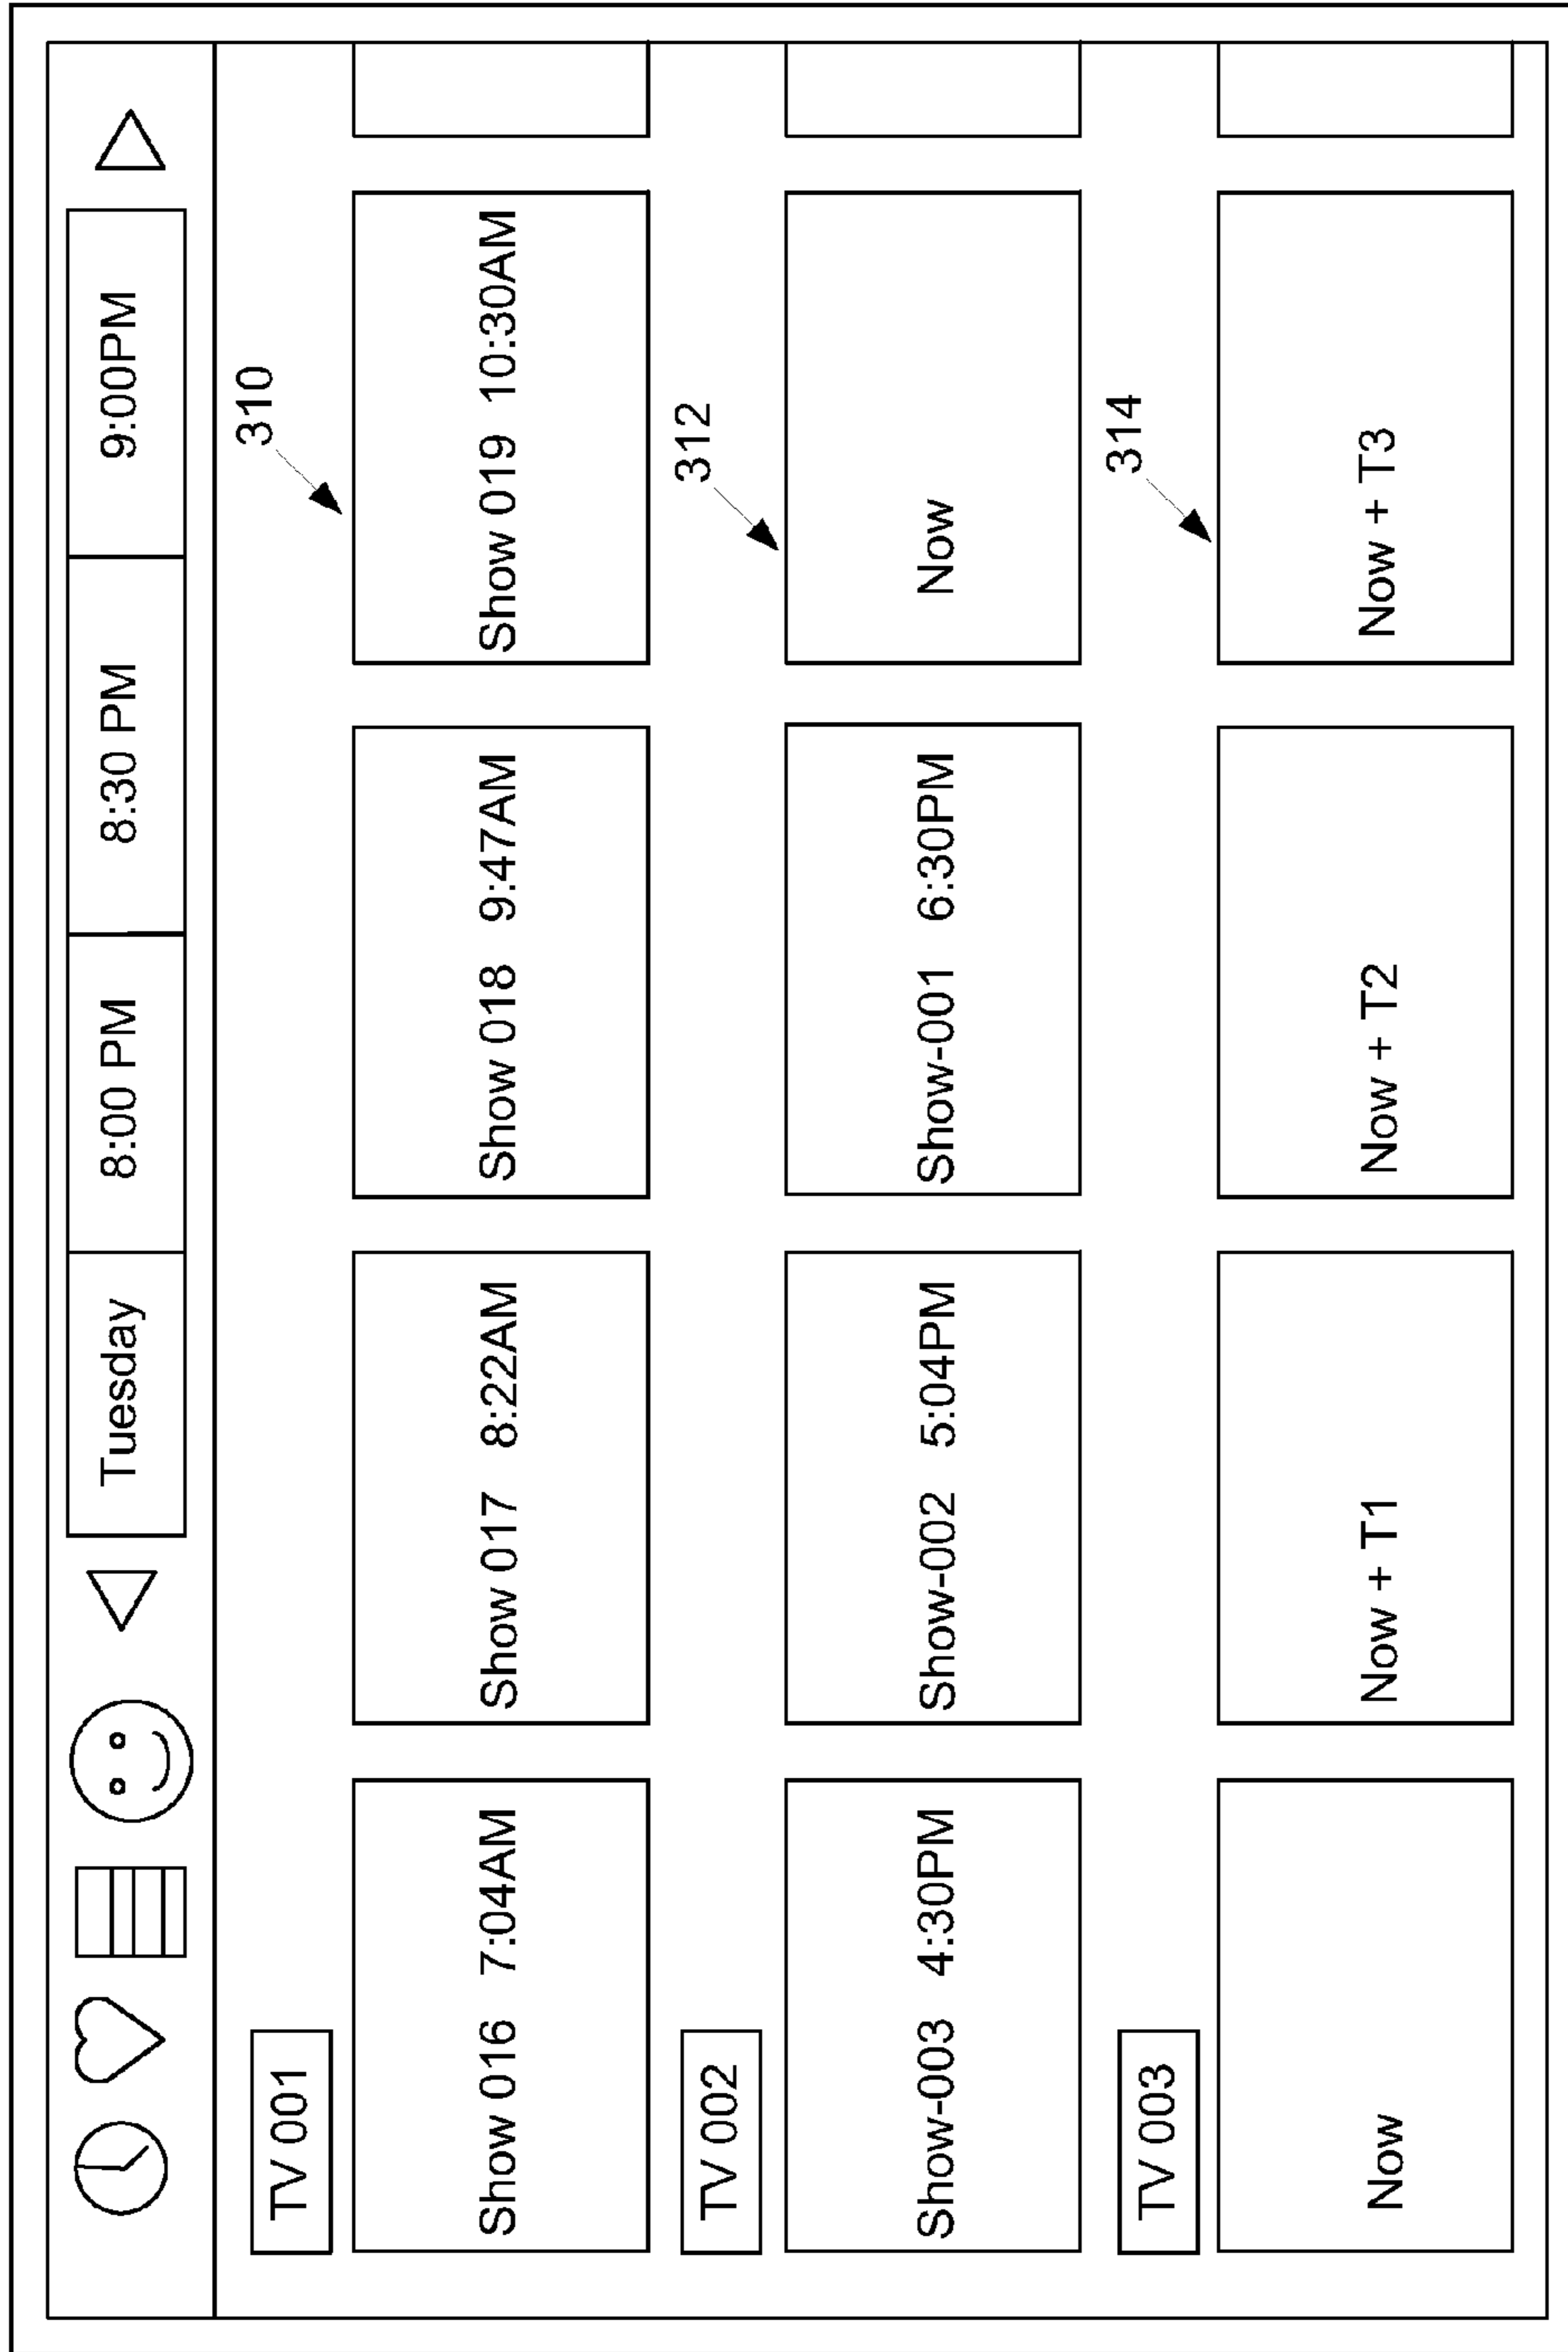 Tuesday 8:00 PM 8:30 PM 9:00PM
310
TV 001
Show 016 7:04AM Show 017 8:22AM Show 018 9:47AM Show 019 10:30AM
312
TV 002
Show-003 4:30PM Show-002 5:04PM Show-001 6:30PM Now
314
TV 003
Now Now + T1 Now + T2 Now + T3